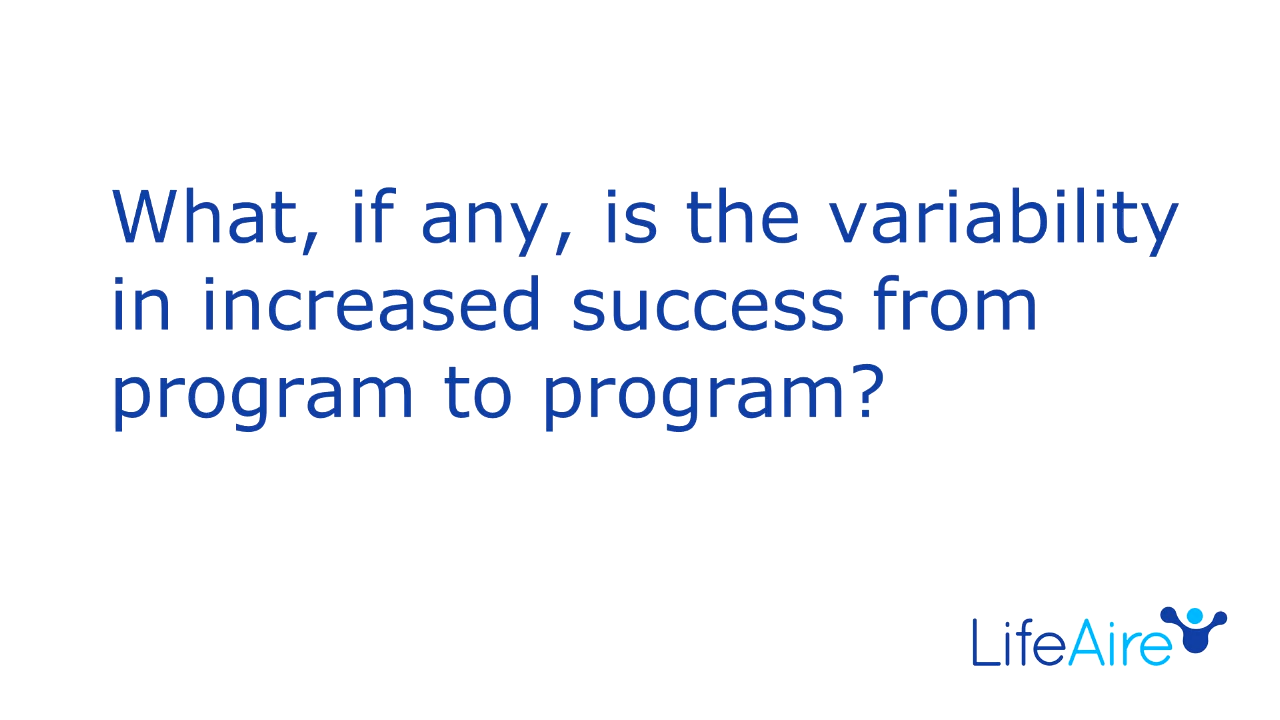 What, if any, is the variability
in increased success from
program to program?
LifeAire